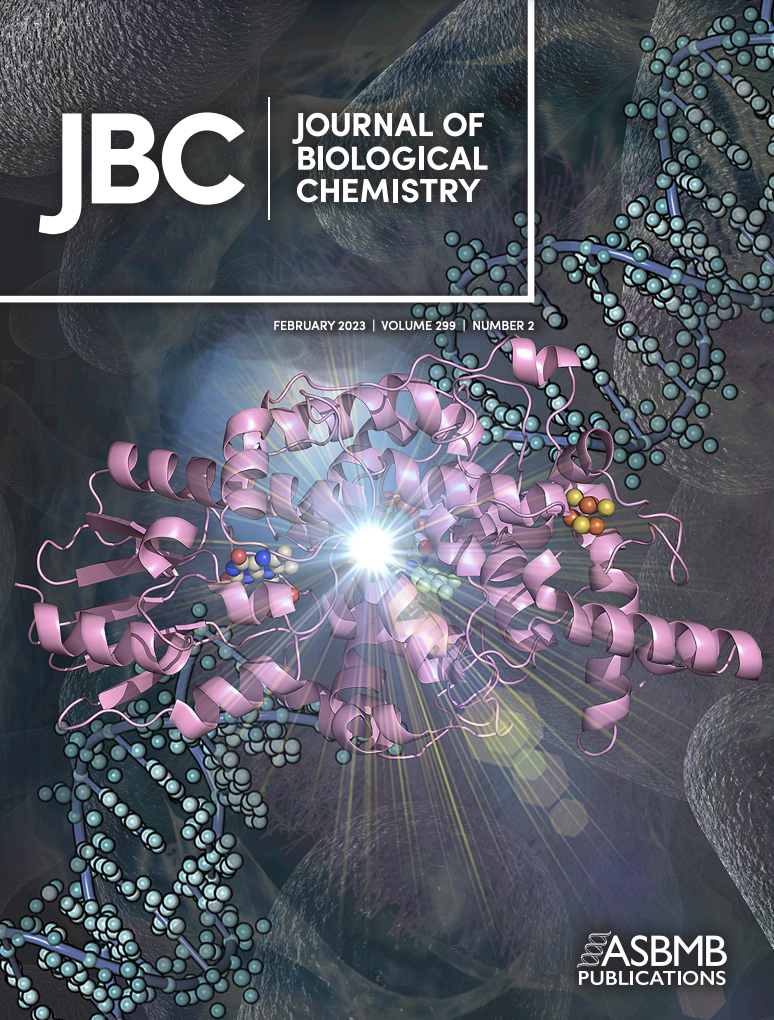 JBC
JOURNAL OF
BIOLOGICAL
CHEMISTRY
FEBRUARY 2023 | VOLUME 299 | NUMBER 2
ASBMB
PUBLICATIONS